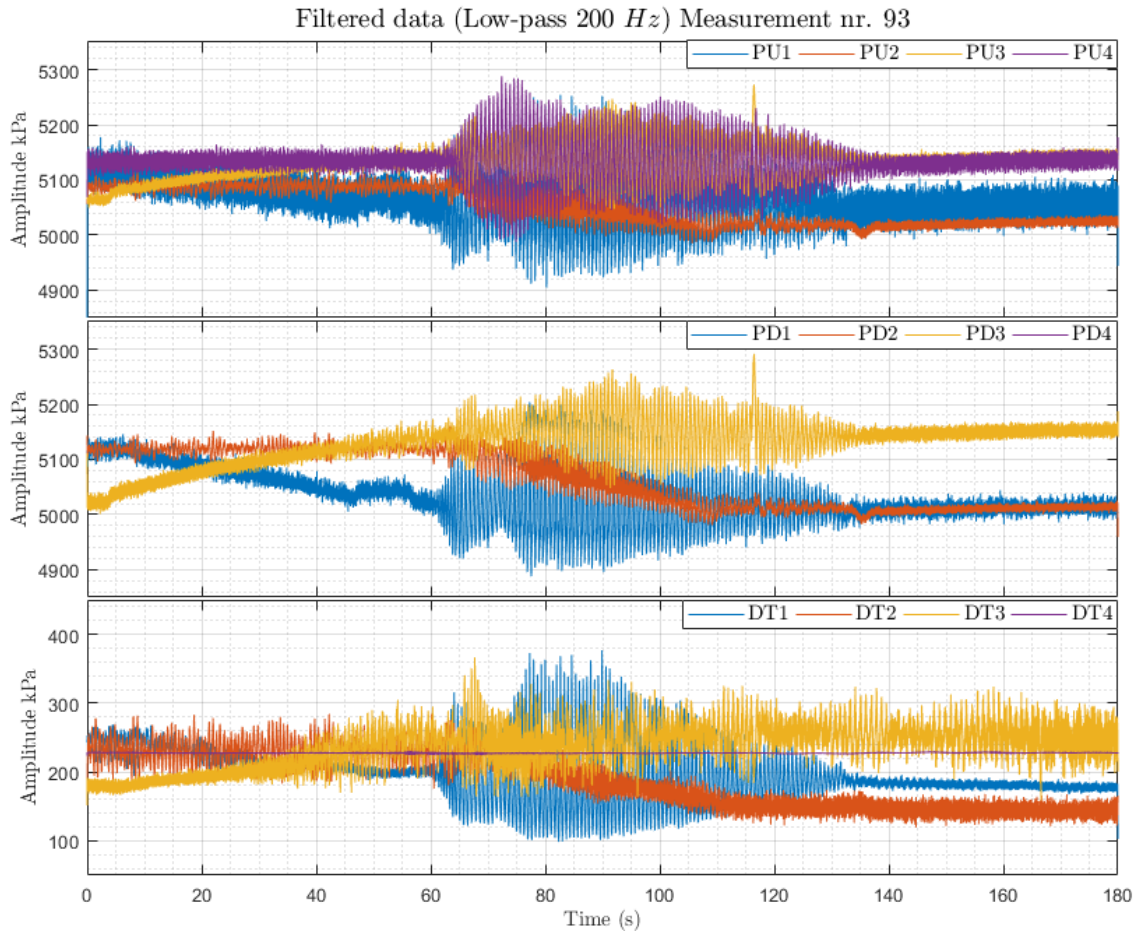 Filtered data (Low-pass 200 Hz) Measurement nr. 93
PU1 PU2 PU3 PU4
5300
5200
5100
5000
4900
Amplitude kPa
PD1 PD2 PD3 PD4
5300
5200
5100
5000
4900
Amplitude kPa
DT1 DT2 DT3 DT4
400
300
200
100
Amplitude kPa
0 20 40 60 80 100 120 140 160 180
Time (s)